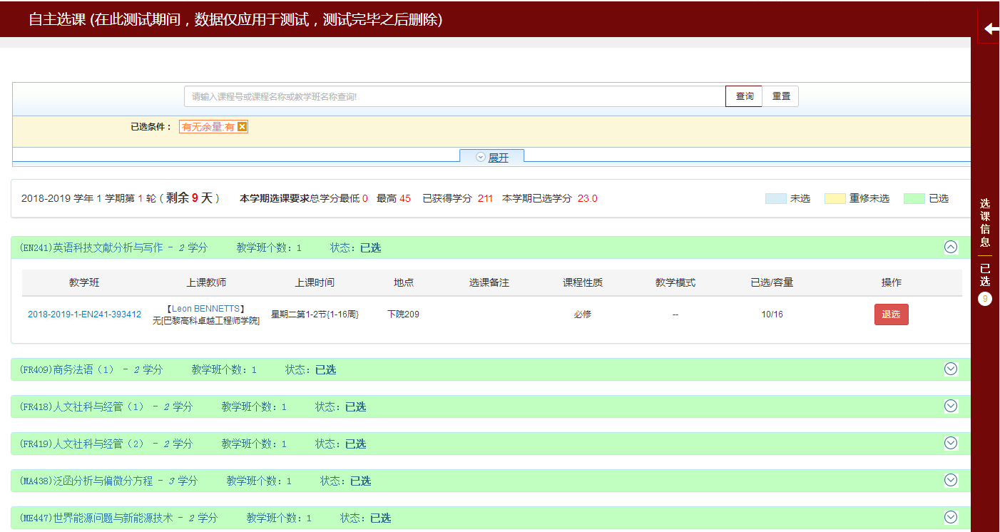 自主选课 (在此测试期间，数据仅应用于测试，测试完毕之后删除)
请输入课程号或课程名称或教学班名称查询! 查询 重置
已选条件： 有无余量:有
展开
2018-2019 学年 1 学期第 1 轮 ( 剩余 9 天 ) 本学期选课要求总学分最低 0 最高 45 已获得学分 211 本学期已选学分 23.0 未选 重修未选 已选
(EN241)英语科技文献分析与写作 - 2 学分 教学班个数: 1 状态: 已选
教学班 上课教师 上课时间 地点 选课备注 课程性质 教学模式 已选/容量 操作
2018-2019-1-EN241-393412 【Leon BENNETTS】 星期二第1-2节{1-16周} 下院209 必修 -- 10/16 退选
无[巴黎高科卓越工程师学院]
(FR409)商务法语（1） - 2 学分 教学班个数: 1 状态: 已选
(FR418)人文社科与经管（1） - 2 学分 教学班个数: 1 状态: 已选
(FR419)人文社科与经管（2） - 2 学分 教学班个数: 1 状态: 已选
(MA438)泛函分析与偏微分方程 - 3 学分 教学班个数: 1 状态: 已选
(ME447)世界能源问题与新能源技术 - 2 学分 教学班个数: 1 状态: 已选
选课信息
已选
9